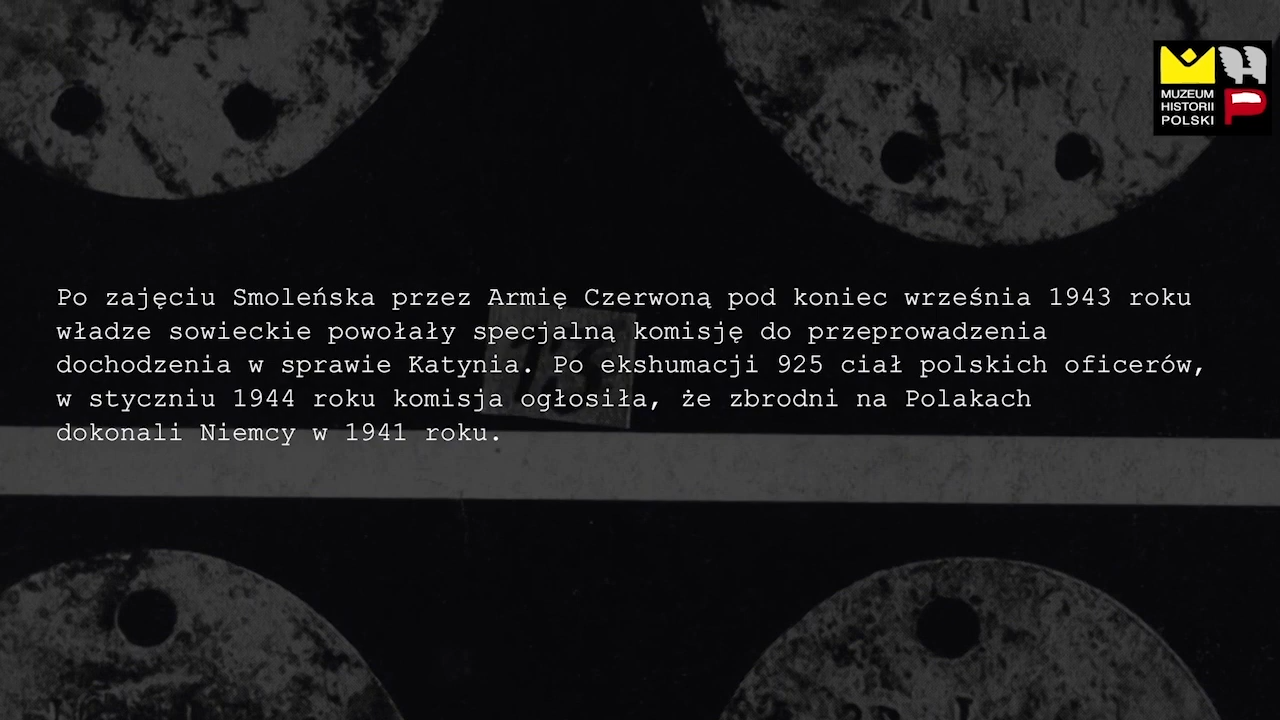 MUZEUM
HISTORII
POLSKI
Po zajęciu Smoleńska przez Armię Czerwoną pod koniec września 1943 roku
władze sowieckie powołały specjalną komisję do przeprowadzenia
dochodzenia w sprawie Katynia. Po ekshumacji 925 ciał polskich oficerów,
w styczniu 1944 roku komisja ogłosiła, że zbrodni na Polakach
dokonali Niemcy w 1941 roku.